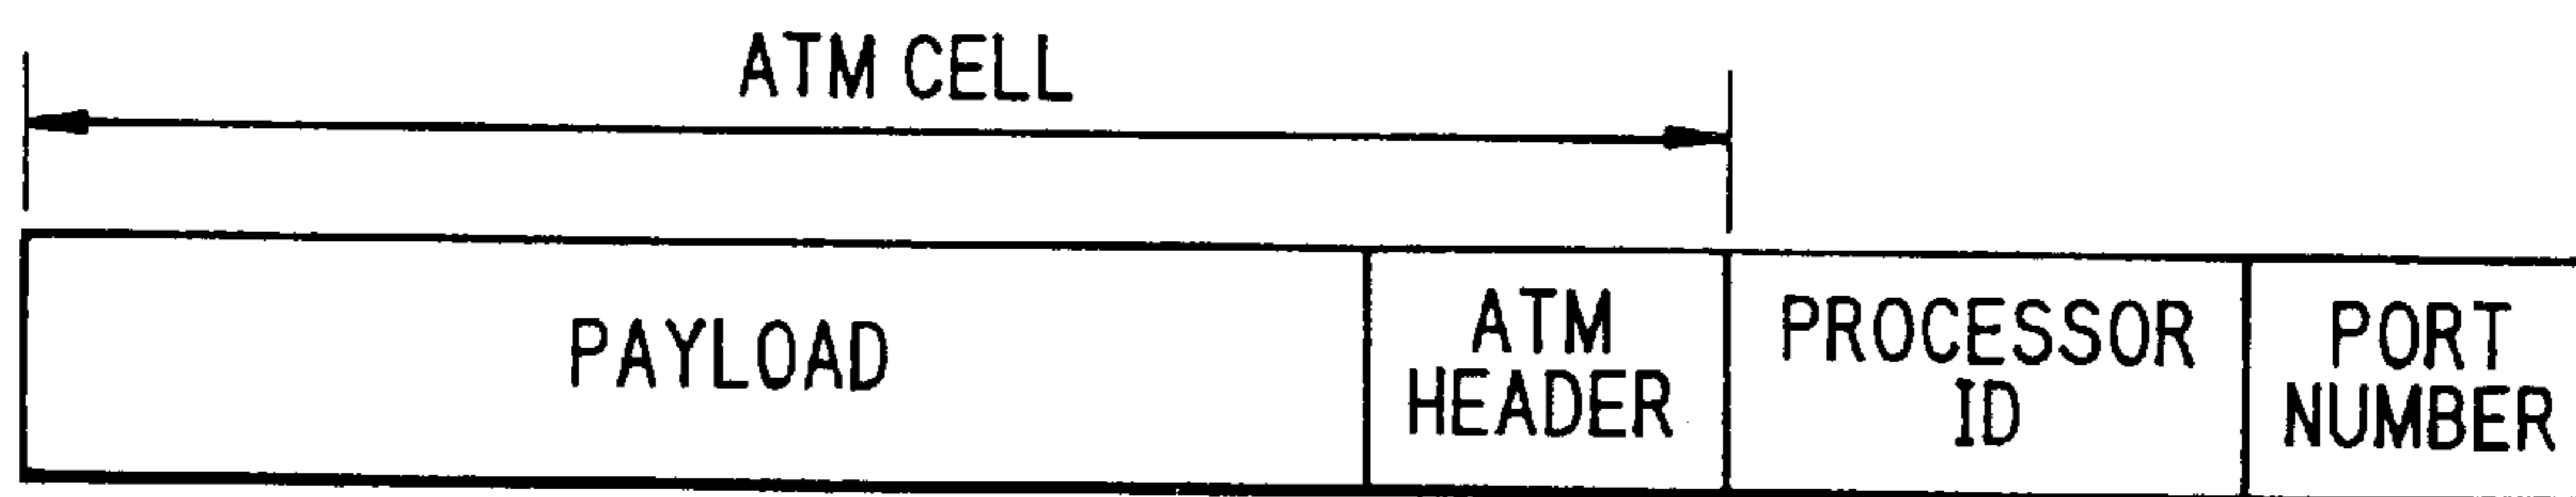 ATM CELL
PAYLOAD
ATM
HEADER
PROCESSOR
ID
PORT
NUMBER